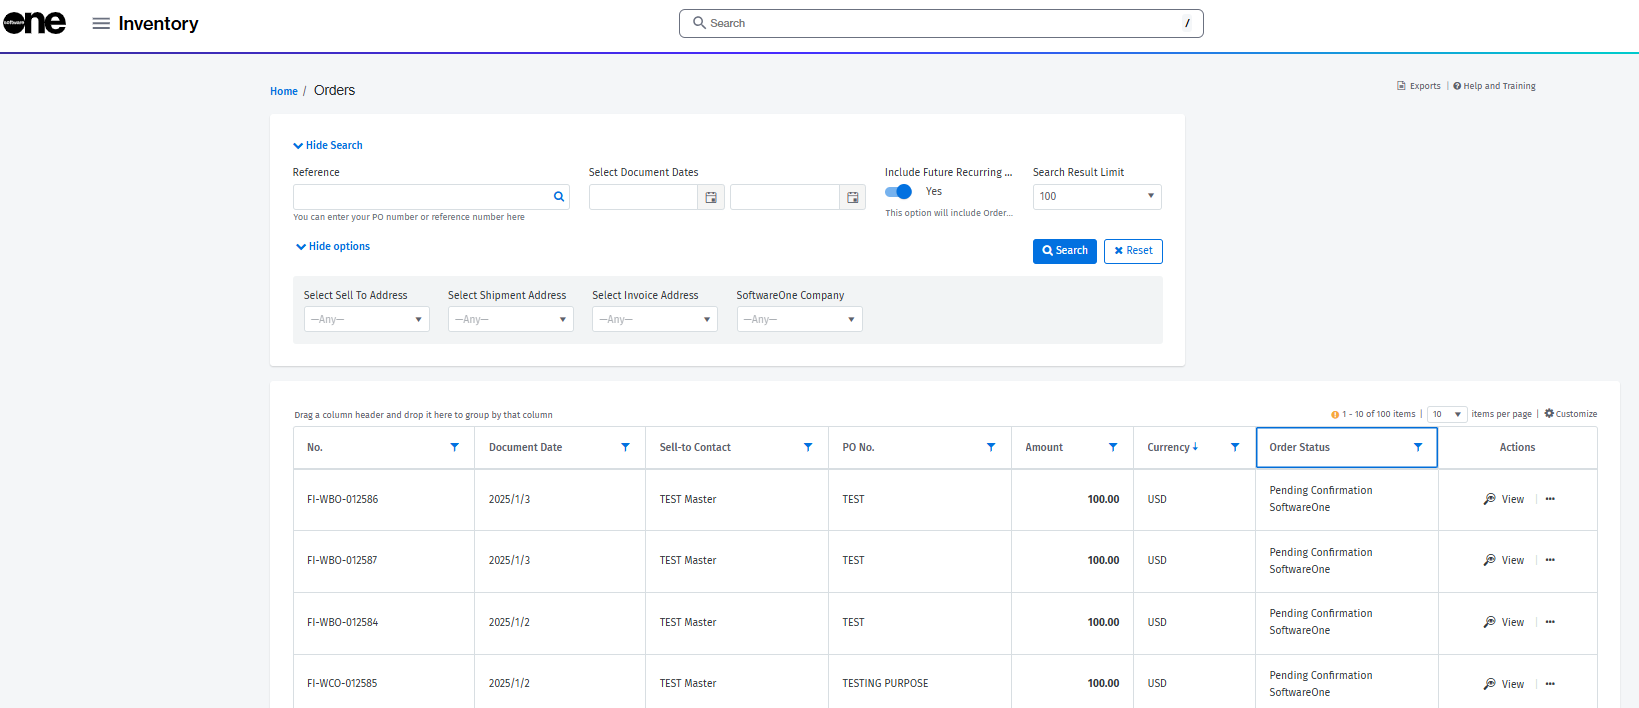 software one
Inventory
Search /
Home / Orders
Exports | Help and Training
Hide Search
Reference
Select Document Dates
Include Future Recurring ...
Search Result Limit
Yes
100
You can enter your PO number or reference number here
This option will include Order...
Hide options
Search
Reset
Select Sell To Address
Select Shipment Address
Select Invoice Address
SoftwareOne Company
—Any—
—Any—
—Any—
—Any—
Drag a column header and drop it here to group by that column
1 - 10 of 100 items | 10 items per page | Customize
No. Document Date Sell-to Contact PO No. Amount Currency Order Status Actions
FI-WBO-012586 2025/1/3 TEST Master TEST 100.00 USD Pending Confirmation SoftwareOne View
FI-WBO-012587 2025/1/3 TEST Master TEST 100.00 USD Pending Confirmation SoftwareOne View
FI-WBO-012584 2025/1/2 TEST Master TEST 100.00 USD Pending Confirmation SoftwareOne View
FI-WCO-012585 2025/1/2 TEST Master TESTING PURPOSE 100.00 USD Pending Confirmation SoftwareOne View